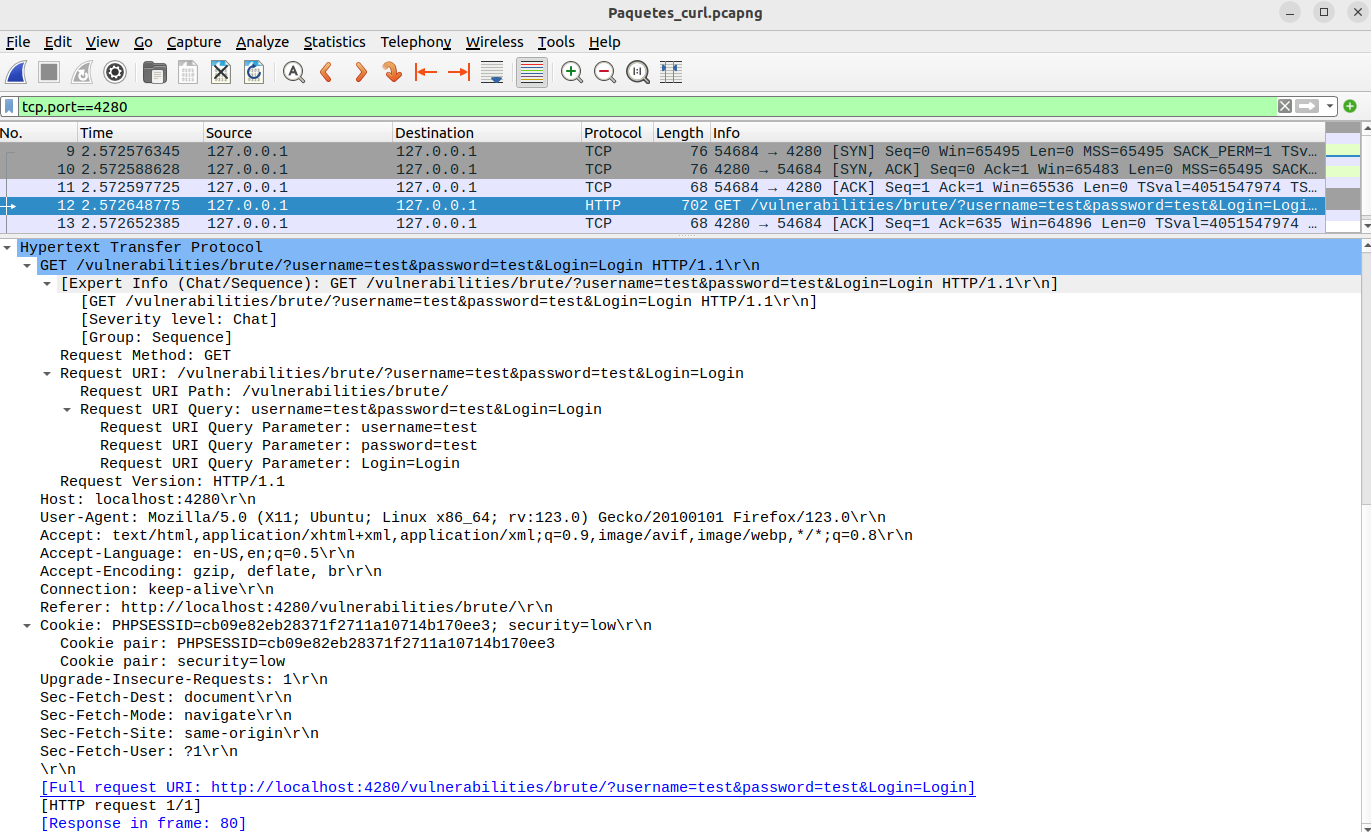 Paquetes_curl.pcapng
File Edit View Go Capture Analyze Statistics Telephony Wireless Tools Help
tcp.port==4280
No. Time Source Destination Protocol Length Info
9 2.572576345 127.0.0.1 127.0.0.1 TCP 76 54684 → 4280 [SYN] Seq=0 Win=65495 Len=0 MSS=65495 SACK_PERM=1 TSv…
10 2.572588628 127.0.0.1 127.0.0.1 TCP 76 4280 → 54684 [SYN, ACK] Seq=0 Ack=1 Win=65483 Len=0 MSS=65495 SACK…
11 2.572597725 127.0.0.1 127.0.0.1 TCP 68 54684 → 4280 [ACK] Seq=1 Ack=1 Win=65536 Len=0 TSval=4051547974 TS…
12 2.572648775 127.0.0.1 127.0.0.1 HTTP 702 GET /vulnerabilities/brute/?username=test&password=test&Login=Logi…
13 2.572652385 127.0.0.1 127.0.0.1 TCP 68 4280 → 54684 [ACK] Seq=1 Ack=635 Win=64896 Len=0 TSval=4051547974 …
Hypertext Transfer Protocol
GET /vulnerabilities/brute/?username=test&password=test&Login=Login HTTP/1.1\r\n
[Expert Info (Chat/Sequence): GET /vulnerabilities/brute/?username=test&password=test&Login=Login HTTP/1.1\r\n]
[GET /vulnerabilities/brute/?username=test&password=test&Login=Login HTTP/1.1\r\n]
[Severity level: Chat]
[Group: Sequence]
Request Method: GET
Request URI: /vulnerabilities/brute/?username=test&password=test&Login=Login
Request URI Path: /vulnerabilities/brute/
Request URI Query: username=test&password=test&Login=Login
Request URI Query Parameter: username=test
Request URI Query Parameter: password=test
Request URI Query Parameter: Login=Login
Request Version: HTTP/1.1
Host: localhost:4280\r\n
User-Agent: Mozilla/5.0 (X11; Ubuntu; Linux x86_64; rv:123.0) Gecko/20100101 Firefox/123.0\r\n
Accept: text/html,application/xhtml+xml,application/xml;q=0.9,image/avif,image/webp,*/*;q=0.8\r\n
Accept-Language: en-US,en;q=0.5\r\n
Accept-Encoding: gzip, deflate, br\r\n
Connection: keep-alive\r\n
Referer: http://localhost:4280/vulnerabilities/brute/\r\n
Cookie: PHPSESSID=cb09e82eb28371f2711a10714b170ee3; security=low\r\n
Cookie pair: PHPSESSID=cb09e82eb28371f2711a10714b170ee3
Cookie pair: security=low
Upgrade-Insecure-Requests: 1\r\n
Sec-Fetch-Dest: document\r\n
Sec-Fetch-Mode: navigate\r\n
Sec-Fetch-Site: same-origin\r\n
Sec-Fetch-User: ?1\r\n
\r\n
[Full request URI: http://localhost:4280/vulnerabilities/brute/?username=test&password=test&Login=Login]
[HTTP request 1/1]
[Response in frame: 80]